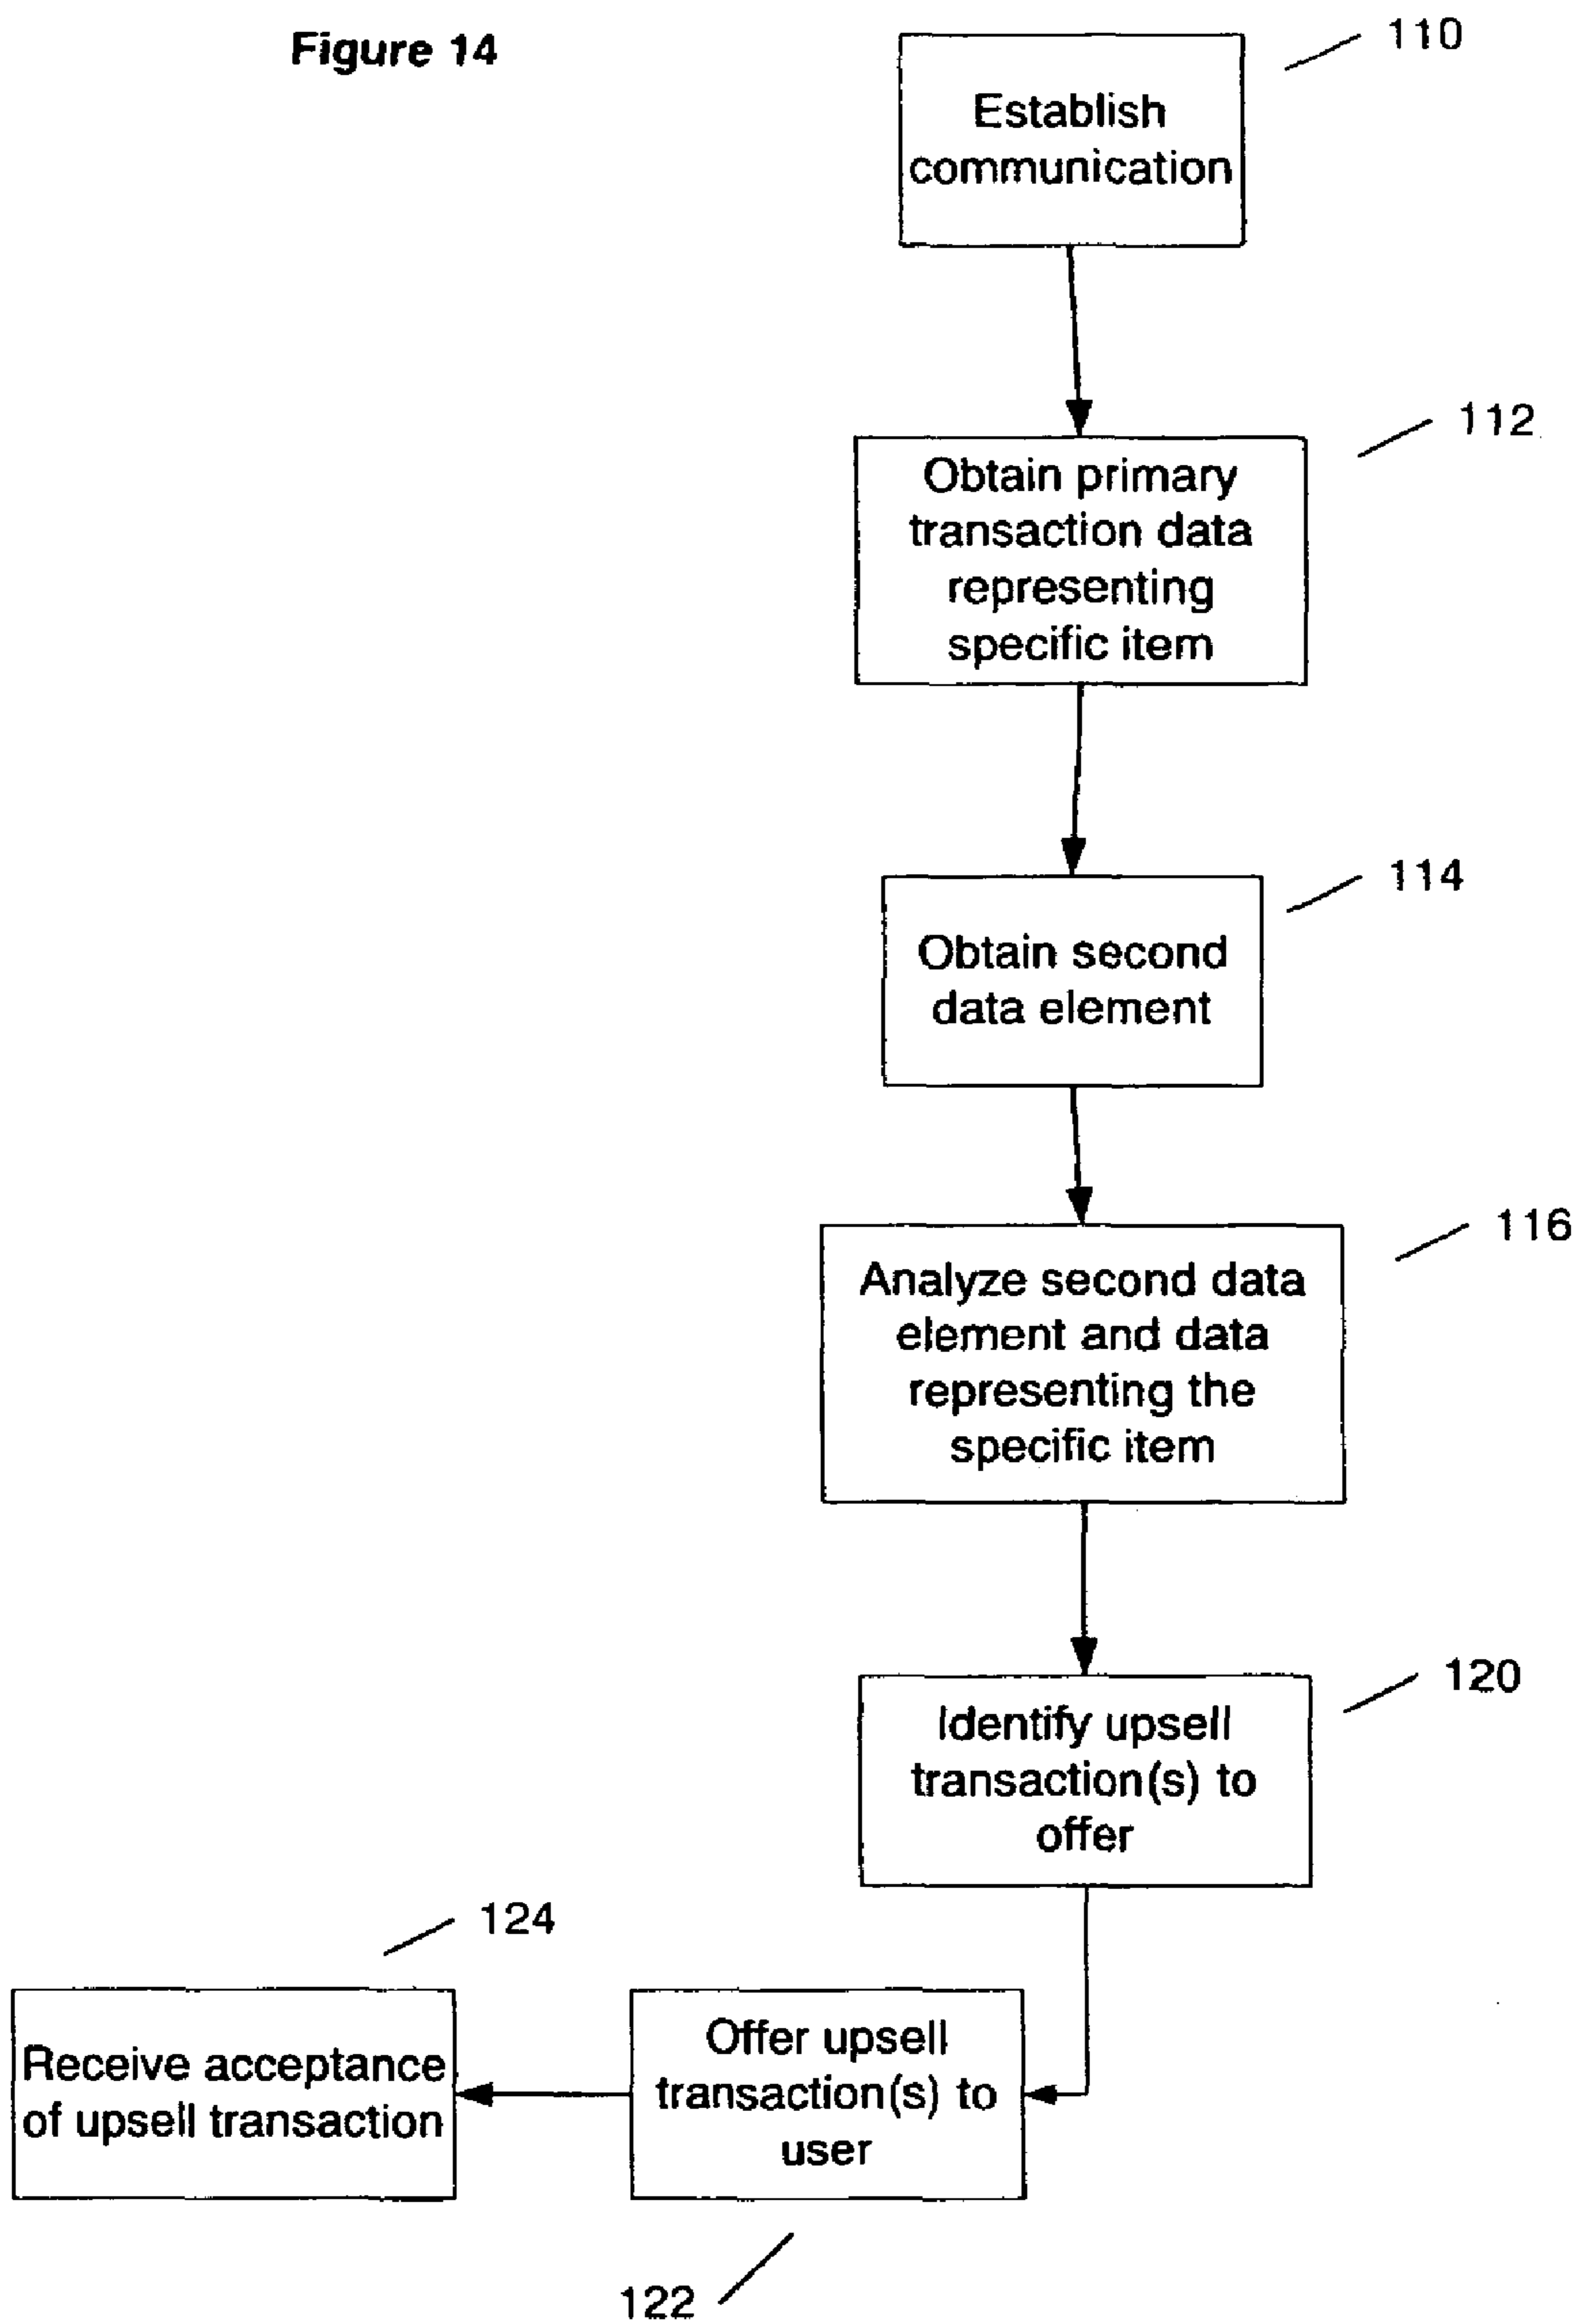 Figure 14
110
Establish
communication
112
Obtain primary
transaction data
representing
specific item
114
Obtain second
data element
116
Analyze second data
element and data
representing the
specific item
120
Identify upsell
transaction(s) to
offer
124
Receive acceptance
of upsell transaction
Offer upsell
transaction(s) to
user
122